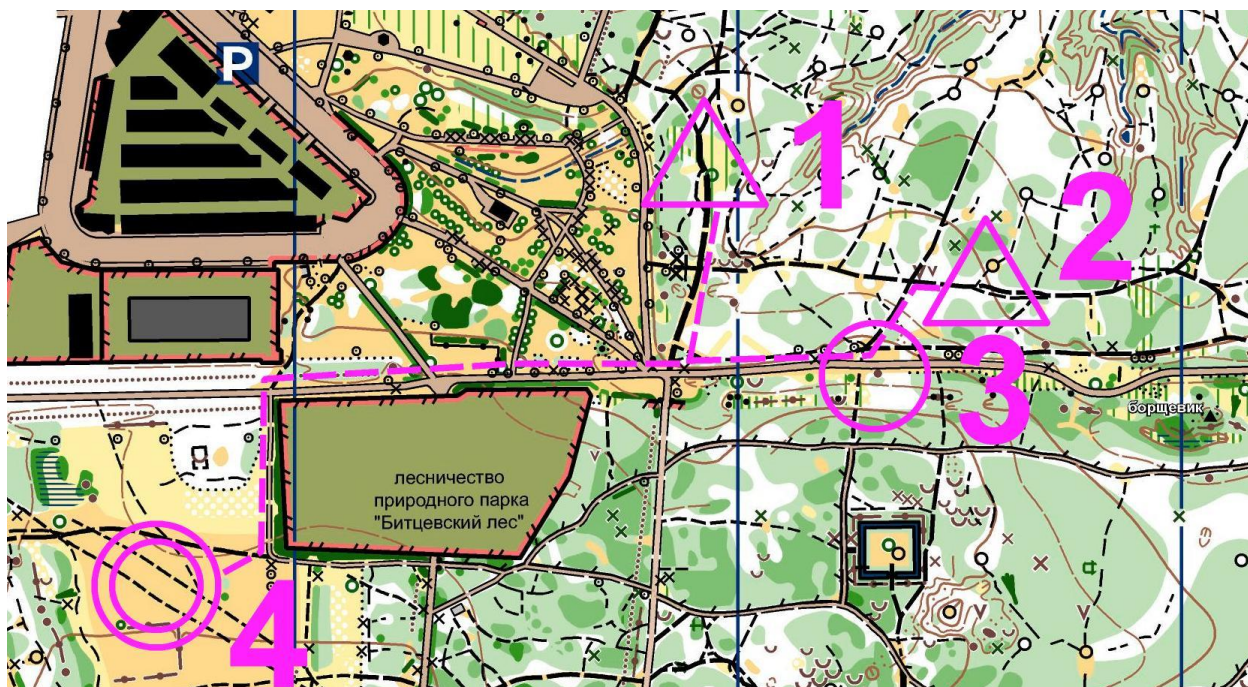 P
1
2
3
борщевик
лесничество
природного парка
"Битцевский лес"
4